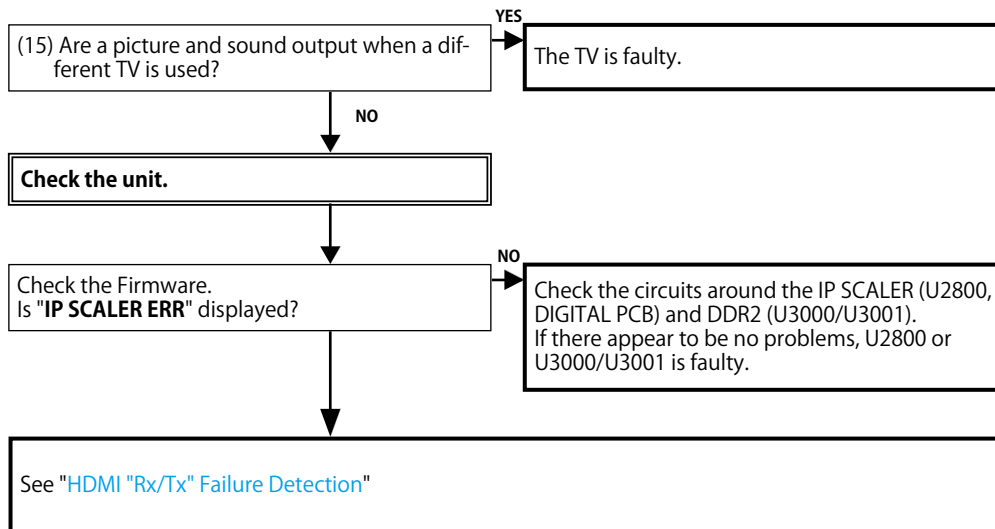 YES
(15) Are a picture and sound output when a dif-
ferent TV is used?
The TV is faulty.
NO
Check the unit.
NO
Check the Firmware.
Is "IP SCALER ERR" displayed?
Check the circuits around the IP SCALER (U2800,
DIGITAL PCB) and DDR2 (U3000/U3001).
If there appear to be no problems, U2800 or
U3000/U3001 is faulty.
See "HDMI "Rx/Tx" Failure Detection"